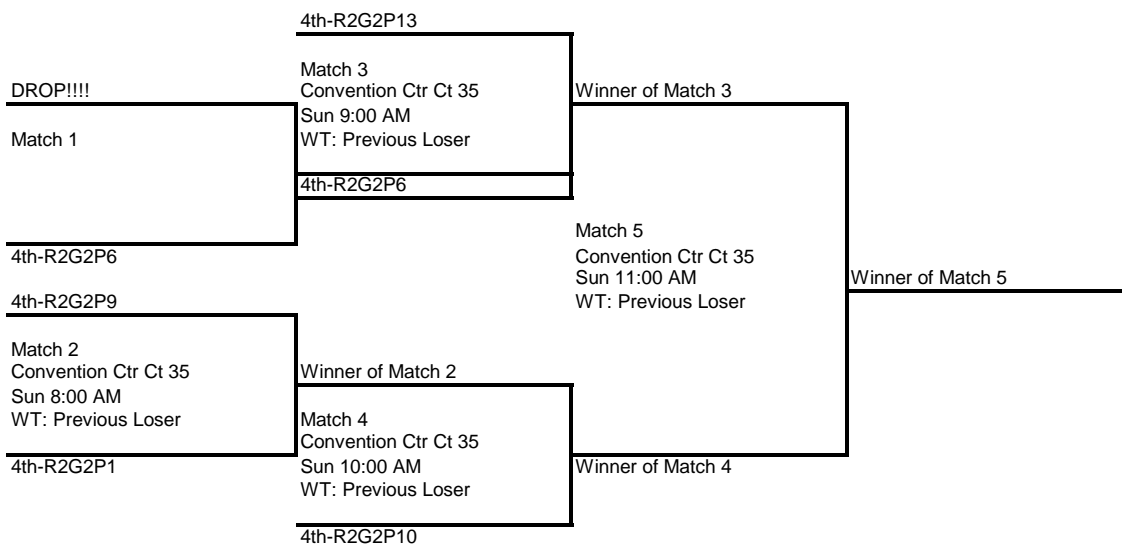 4th-R2G2P13
Match 3
Convention Ctr Ct 35
Sun 9:00 AM
WT: Previous Loser
DROP!!!!
Match 1
Winner of Match 3
4th-R2G2P6
4th-R2G2P6
Match 5
Convention Ctr Ct 35
Sun 11:00 AM
WT: Previous Loser
Winner of Match 5
4th-R2G2P9
Match 2
Convention Ctr Ct 35
Sun 8:00 AM
WT: Previous Loser
Winner of Match 2
4th-R2G2P1
Match 4
Convention Ctr Ct 35
Sun 10:00 AM
WT: Previous Loser
Winner of Match 4
4th-R2G2P10